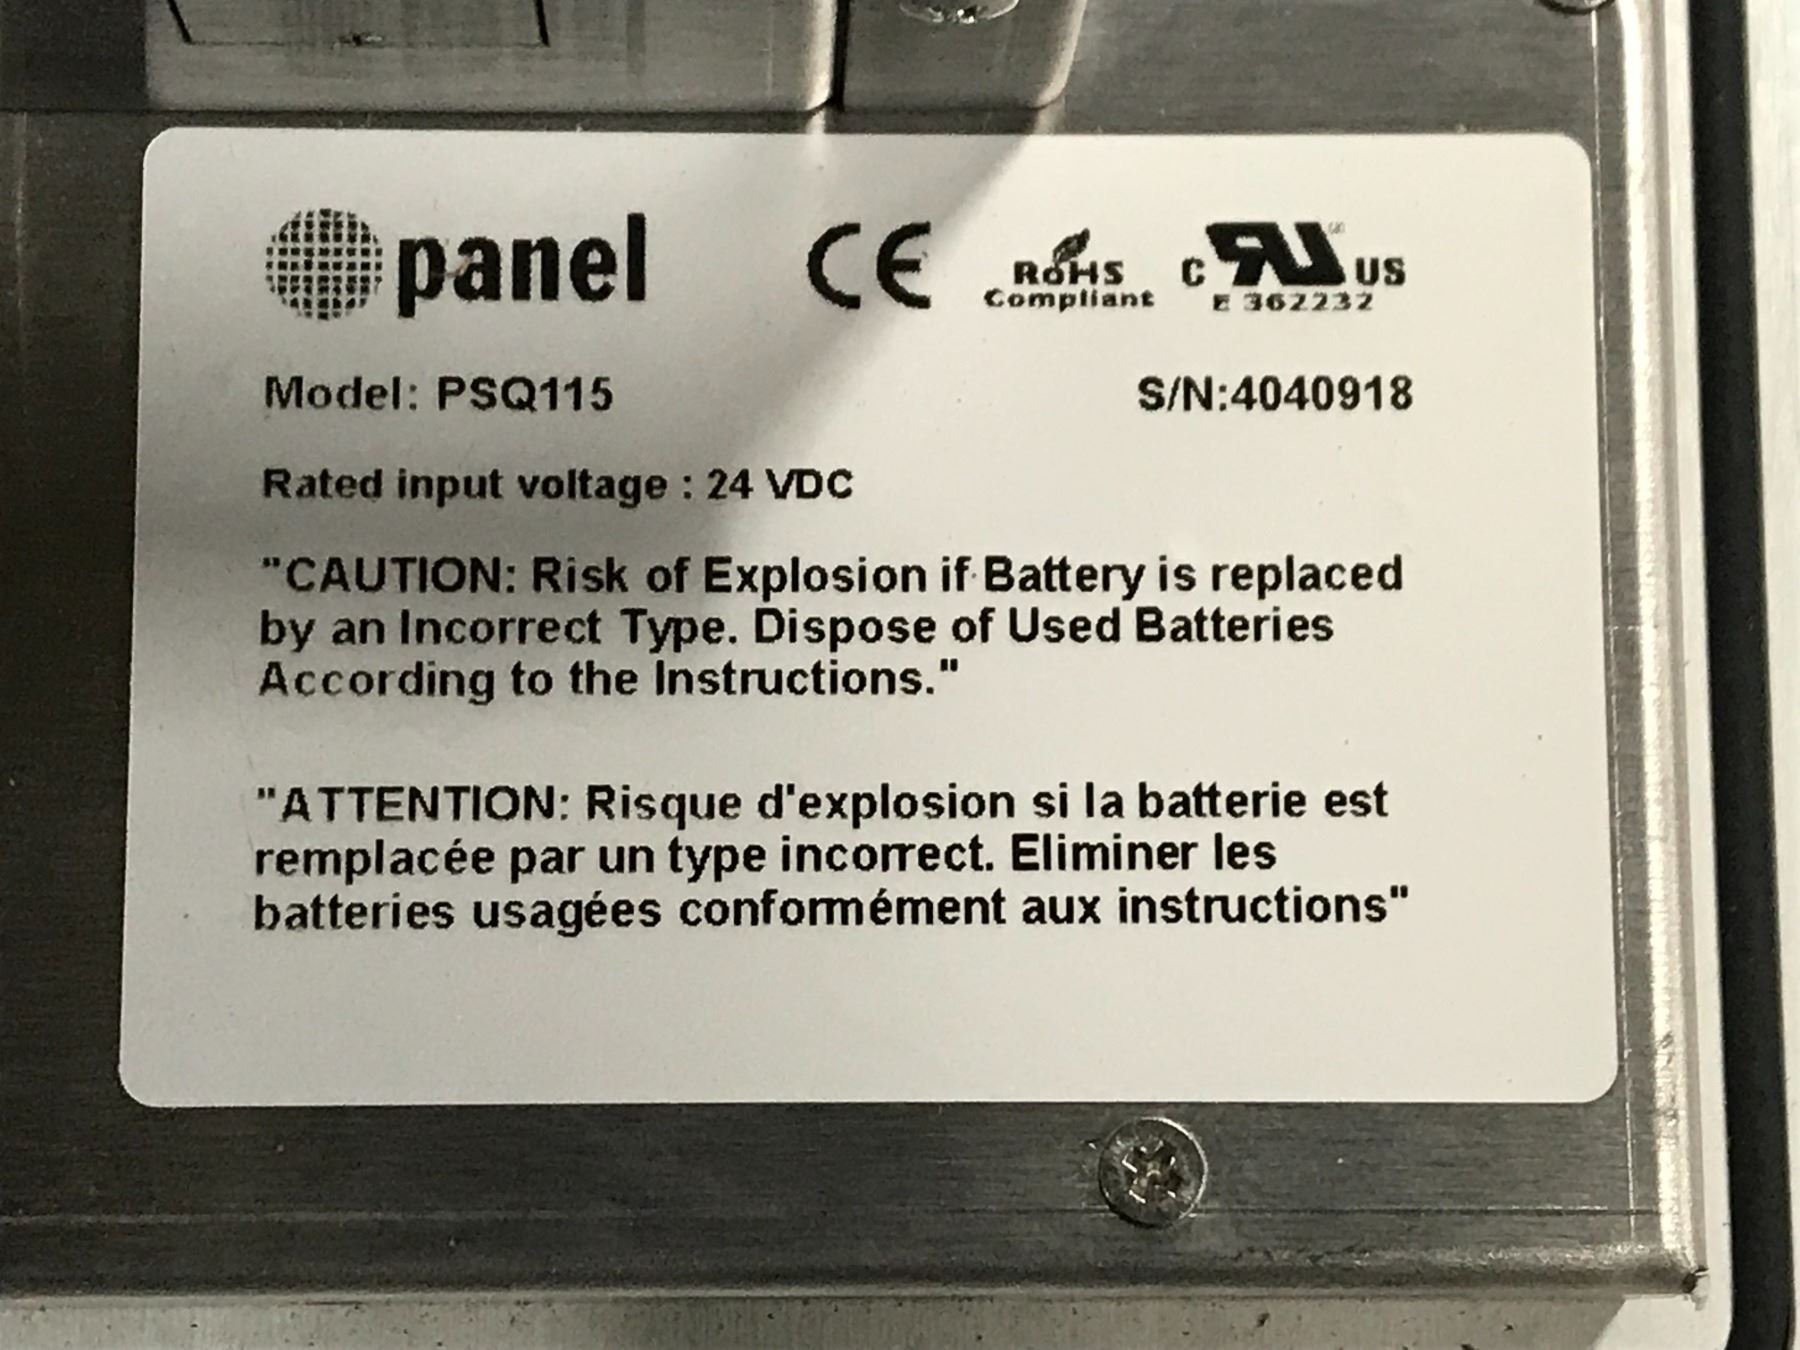 panel
CE
RoHS
Compliant
C RU US
E 362232
Model: PSQ115
S/N:4040918
Rated input voltage : 24 VDC
"CAUTION: Risk of Explosion if Battery is replaced
by an Incorrect Type. Dispose of Used Batteries
According to the Instructions."
"ATTENTION: Risque d'explosion si la batterie est
remplacée par un type incorrect. Eliminer les
batteries usagées conformément aux instructions"